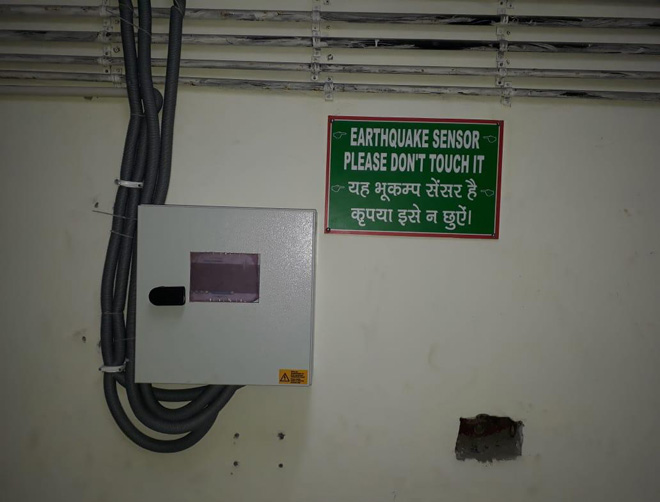 EARTHQUAKE SENSOR
PLEASE DON'T TOUCH IT
यह भूकम्प सेंसर है
कृपया इसे न छुऐं।